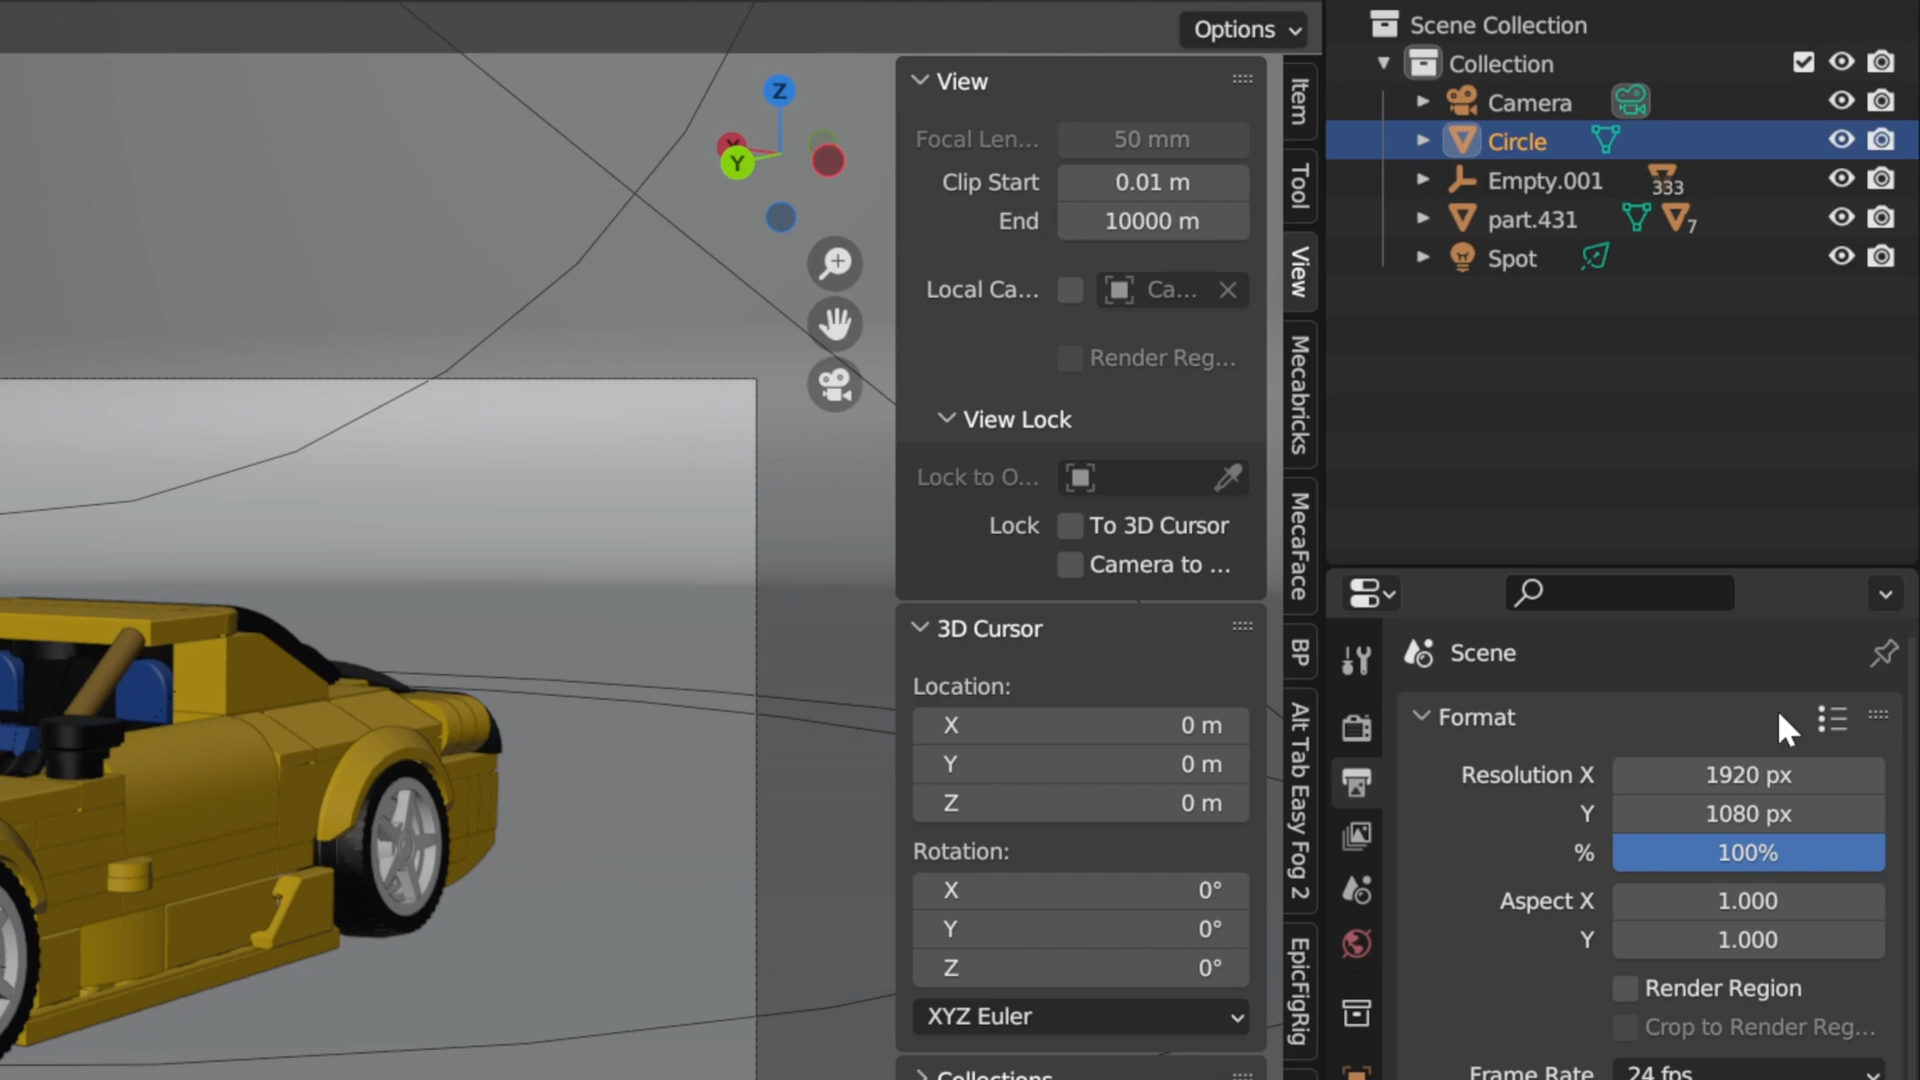 Options
Z
X
Y
View
Focal Len...
50 mm
Clip Start
0.01 m
End
10000 m
Local Ca...
Ca...
Render Reg...
View Lock
Lock to O...
Lock
To 3D Cursor
Camera to ...
3D Cursor
Location:
X
0 m
Y
0 m
Z
0 m
Rotation:
X
0°
Y
0°
Z
0°
XYZ Euler
Collections
Item
Tool
View
Mecabricks
MecaFace
BP
Alt Tab Easy Fog 2
EpicFigRig
Scene Collection
Collection
Camera
Circle
Empty.001
333
part.431
7
Spot
Scene
Format
Resolution X
1920 px
Y
1080 px
%
100%
Aspect X
1.000
Y
1.000
Render Region
Crop to Render Reg...
Frame Rate
24 fps